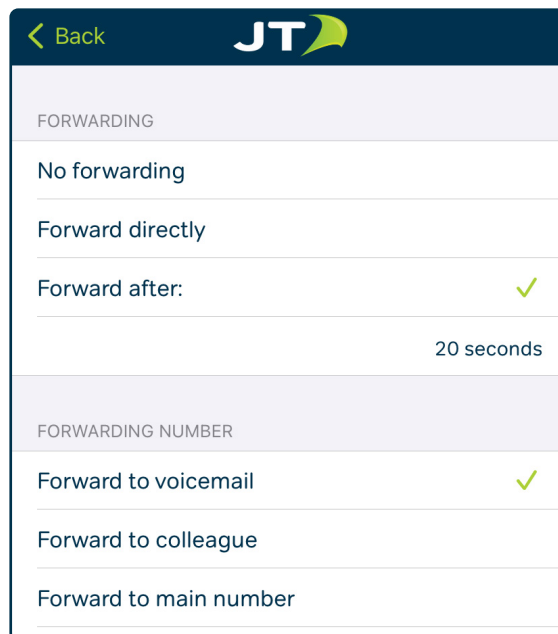 Back
JT
FORWARDING
No forwarding
Forward directly
Forward after:
20 seconds
FORWARDING NUMBER
Forward to voicemail
Forward to colleague
Forward to main number